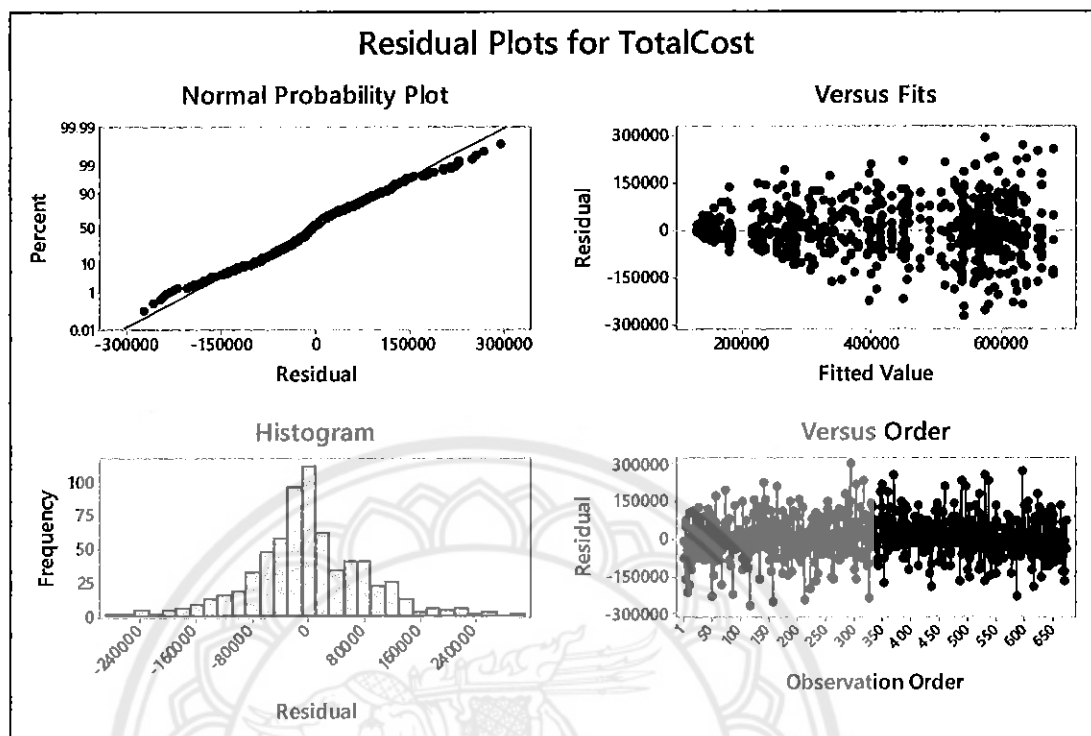 Residual Plots for TotalCost
Normal Probability Plot
Percent
99.99
99
90
50
10
1
0.01
-300000 -150000 0 150000 300000
Residual
Versus Fits
Residual
300000
150000
0
-150000
-300000
200000 400000 600000
Fitted Value
Histogram
Frequency
100
75
50
25
0
-240000 -160000 -80000 0 80000 160000 240000
Residual
Versus Order
Residual
300000
150000
0
-150000
-300000
1 50 100 150 200 250 300 350 400 450 500 550 600 650
Observation Order